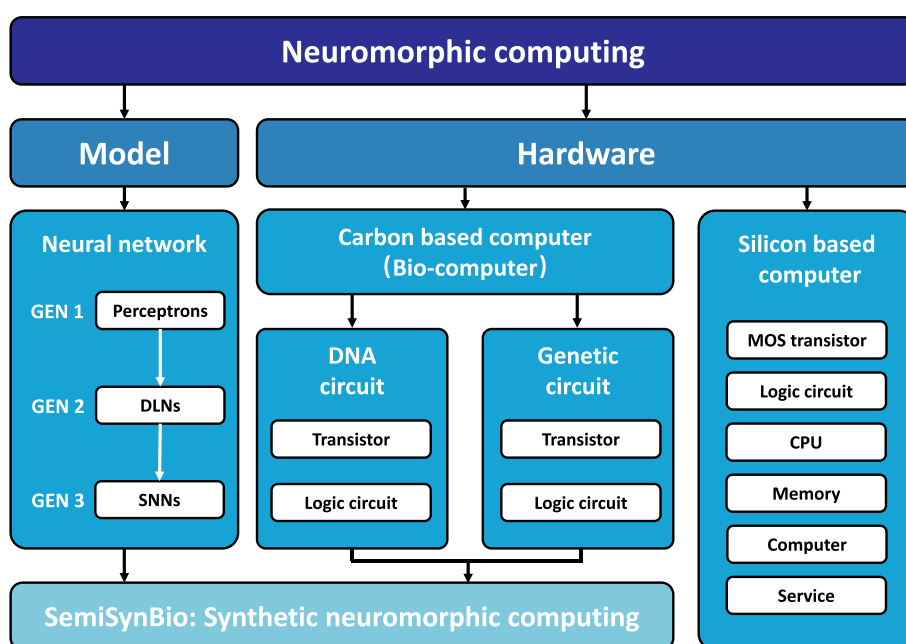 Neuromorphic computing
Model
Hardware
Neural network
GEN 1
Perceptrons
GEN 2
DLNs
GEN 3
SNNs
Carbon based computer
(Bio-computer)
DNA
circuit
Transistor
Logic circuit
Genetic
circuit
Transistor
Logic circuit
Silicon based
computer
MOS transistor
Logic circuit
CPU
Memory
Computer
Service
SemiSynBio: Synthetic neuromorphic computing